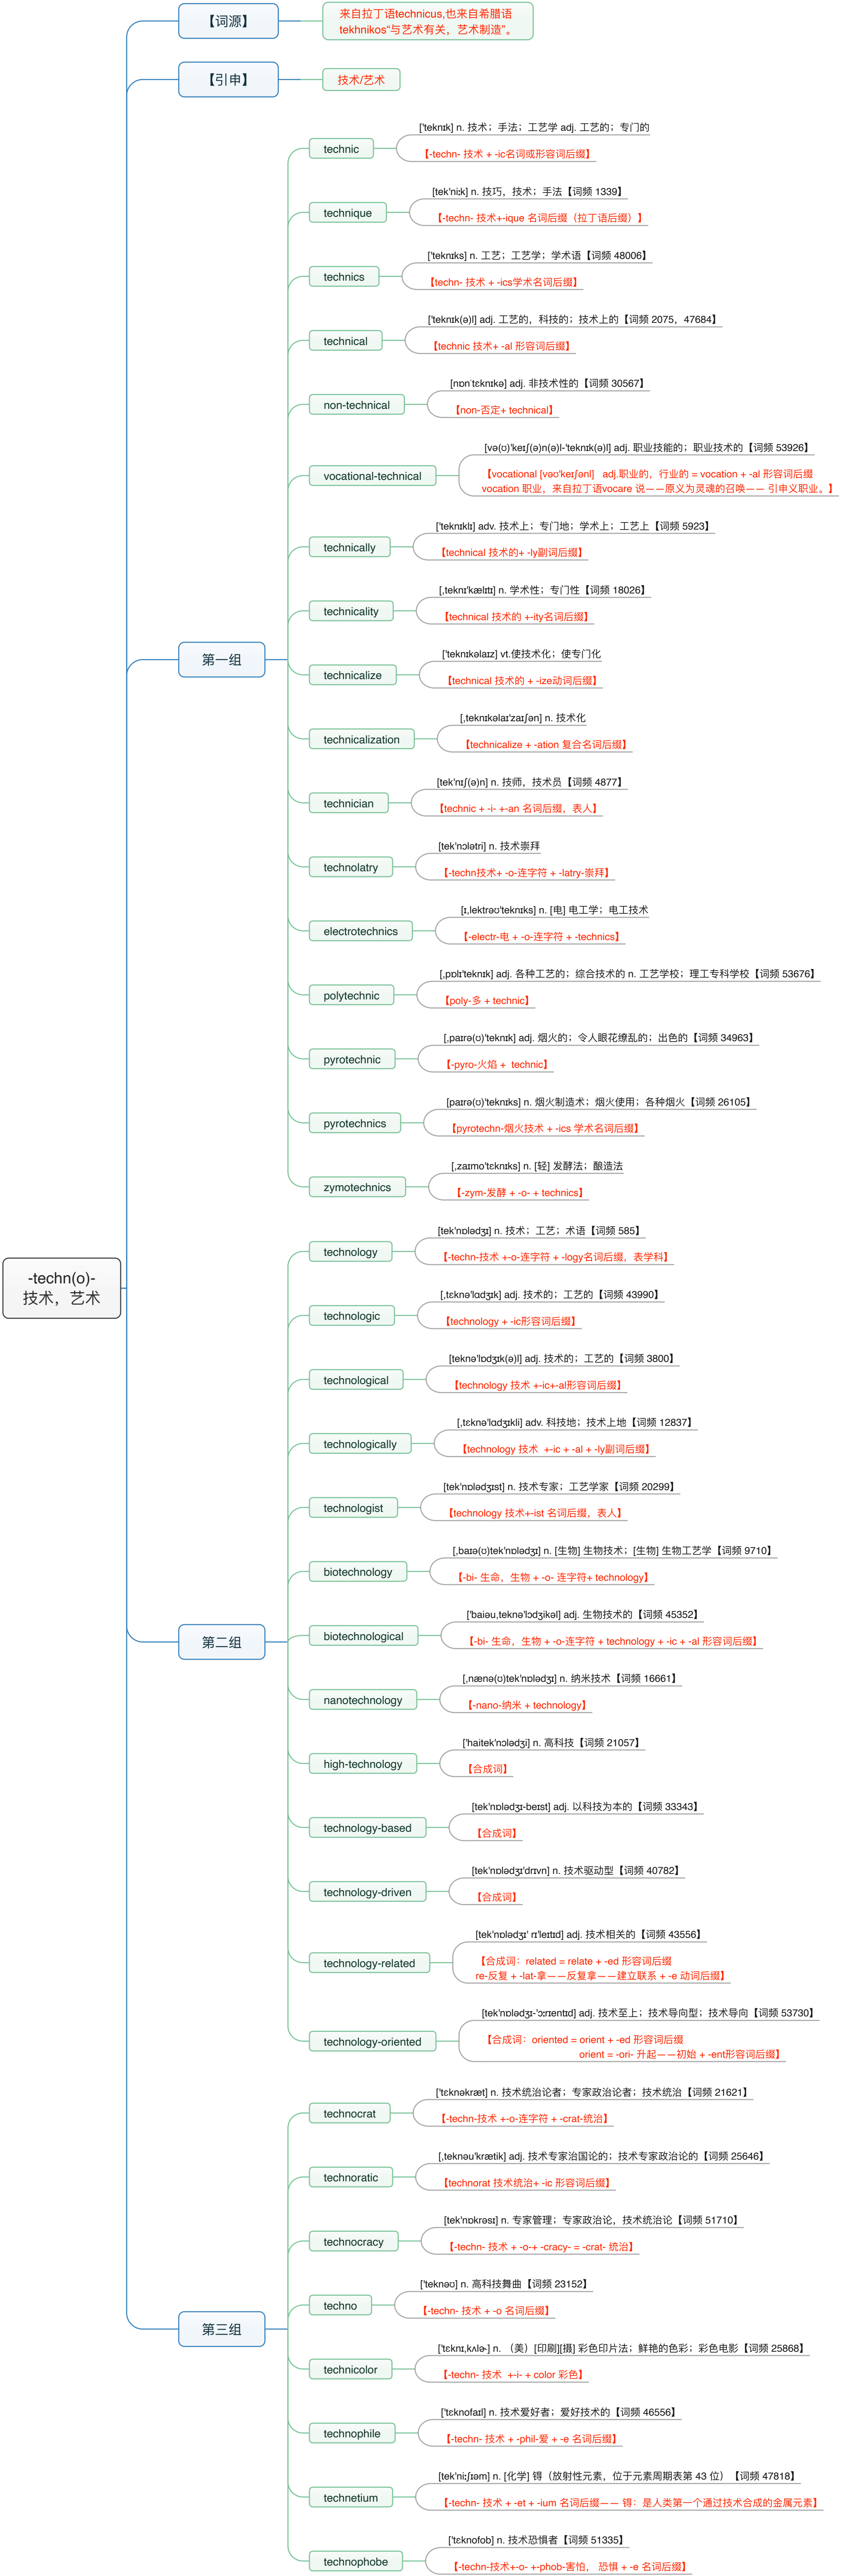 -techn(o)-
技术，艺术
【词源】
来自拉丁语technicus,也来自希腊语
tekhnikos“与艺术有关，艺术制造”。
【引申】
技术/艺术
第一组
technic
['teknɪk] n. 技术；手法；工艺学 adj. 工艺的；专门的
【-techn- 技术 + -ic名词或形容词后缀】
technique
[tek'niːk] n. 技巧，技术；手法【词频 1339】
【-techn- 技术+-ique 名词后缀（拉丁语后缀）】
technics
['teknɪks] n. 工艺；工艺学；学术语【词频 48006】
【techn- 技术 + -ics学术名词后缀】
technical
['teknɪk(ə)l] adj. 工艺的，科技的；技术上的【词频 2075，47684】
【technic 技术+ -al 形容词后缀】
non-technical
[nɒnˈtɛknɪkə] adj. 非技术性的【词频 30567】
【non-否定+ technical】
vocational-technical
[və(ʊ)'keɪʃ(ə)n(ə)l-'teknɪk(ə)l] adj. 职业技能的；职业技术的【词频 53926】
【vocational [vəʊ'keɪʃənl] adj.职业的，行业的 = vocation + -al 形容词后缀
vocation 职业，来自拉丁语vocare 说——原义为灵魂的召唤—— 引申义职业。】
technically
['teknɪklɪ] adv. 技术上；专门地；学术上；工艺上【词频 5923】
【technical 技术的+ -ly副词后缀】
technicality
[,teknɪ'kælɪtɪ] n. 学术性；专门性【词频 18026】
【technical 技术的 +-ity名词后缀】
technicalize
['teknɪkəlaɪz] vt.使技术化；使专门化
【technical 技术的 + -ize动词后缀】
technicalization
[,teknɪkəlaɪ'zaɪʃən] n. 技术化
【technicalize + -ation 复合名词后缀】
technician
[tek'nɪʃ(ə)n] n. 技师，技术员【词频 4877】
【technic + -i- +-an 名词后缀，表人】
technolatry
[tek'nɔlətri] n. 技术崇拜
【-techn技术+ -o-连字符 + -latry-崇拜】
electrotechnics
[ɪ,lektrəʊ'teknɪks] n. [电] 电工学；电工技术
【-electr-电 + -o-连字符 + -technics】
polytechnic
[,pɒlɪ'teknɪk] adj. 各种工艺的；综合技术的 n. 工艺学校；理工专科学校【词频 53676】
【poly-多 + technic】
pyrotechnic
[,paɪrə(ʊ)'teknɪk] adj. 烟火的；令人眼花缭乱的；出色的【词频 34963】
【-pyro-火焰 + technic】
pyrotechnics
[paɪrə(ʊ)'teknɪks] n. 烟火制造术；烟火使用；各种烟火【词频 26105】
【pyrotechn-烟火技术 + -ics 学术名词后缀】
zymotechnics
[,zaɪmo'tɛknɪks] n. [轻] 发酵法；酿造法
【-zym-发酵 + -o- + technics】
第二组
technology
[tek'nɒlədʒɪ] n. 技术；工艺；术语【词频 585】
【-techn-技术 +-o-连字符 + -logy名词后缀，表学科】
technologic
[,tɛknə'lɑdʒɪk] adj. 技术的；工艺的【词频 43990】
【technology + -ic形容词后缀】
technological
[teknə'lɒdʒɪk(ə)l] adj. 技术的；工艺的【词频 3800】
【technology 技术 +-ic+-al形容词后缀】
technologically
[,tɛknə'lɑdʒɪkli] adv. 科技地；技术上地【词频 12837】
【technology 技术 +-ic + -al + -ly副词后缀】
technologist
[tek'nɒlədʒɪst] n. 技术专家；工艺学家【词频 20299】
【technology 技术+-ist 名词后缀，表人】
biotechnology
[,baɪə(ʊ)tek'nɒlədʒɪ] n. [生物] 生物技术；[生物] 生物工艺学【词频 9710】
【-bi- 生命，生物 + -o- 连字符+ technology】
biotechnological
['baiəu,teknə'lɔdʒikəl] adj. 生物技术的【词频 45352】
【-bi- 生命，生物 + -o-连字符 + technology + -ic + -al 形容词后缀】
nanotechnology
[,nænə(ʊ)tek'nɒlədʒɪ] n. 纳米技术【词频 16661】
【-nano-纳米 + technology】
high-technology
['haitek'nɔlədʒi] n. 高科技【词频 21057】
【合成词】
technology-based
[tek'nɒlədʒɪ-beɪst] adj. 以科技为本的【词频 33343】
【合成词】
technology-driven
[tek'nɒlədʒɪ'drɪvn] n. 技术驱动型【词频 40782】
【合成词】
technology-related
[tek'nɒlədʒɪ' rɪ'leɪtɪd] adj. 技术相关的【词频 43556】
【合成词：related = relate + -ed 形容词后缀
re-反复 + -lat-拿——反复拿——建立联系 + -e 动词后缀】
technology-oriented
[tek'nɒlədʒɪ-'ɔːrɪentɪd] adj. 技术至上；技术导向型；技术导向【词频 53730】
【合成词：oriented = orient + -ed 形容词后缀
orient = -ori- 升起——初始 + -ent形容词后缀】
第三组
technocrat
['tɛknəkræt] n. 技术统治论者；专家政治论者；技术统治【词频 21621】
【-techn-技术 +-o-连字符 + -crat-统治】
technoratic
[,teknəu'krætik] adj. 技术专家治国论的；技术专家政治论的【词频 25646】
【technorat 技术统治+ -ic 形容词后缀】
technocracy
[tek'nɒkrəsɪ] n. 专家管理；专家政治论，技术统治论【词频 51710】
【-techn- 技术 + -o-+ -cracy- = -crat- 统治】
techno
['teknəʊ] n. 高科技舞曲【词频 23152】
【-techn- 技术 + -o 名词后缀】
technicolor
['tɛknɪ,kʌlɚ] n. （美）[印刷][摄] 彩色印片法；鲜艳的色彩；彩色电影【词频 25868】
【-techn- 技术 +-i- + color 彩色】
technophile
['tɛknofaɪl] n. 技术爱好者；爱好技术的【词频 46556】
【-techn- 技术 + -phil-爱 + -e 名词后缀】
technetium
[tek'niːʃɪəm] n. [化学] 锝（放射性元素，位于元素周期表第 43 位）【词频 47818】
【-techn- 技术 + -et + -ium 名词后缀—— 锝：是人类第一个通过技术合成的金属元素】
technophobe
['tɛknofob] n. 技术恐惧者【词频 51335】
【-techn-技术+-o- +-phob-害怕， 恐惧 + -e 名词后缀】